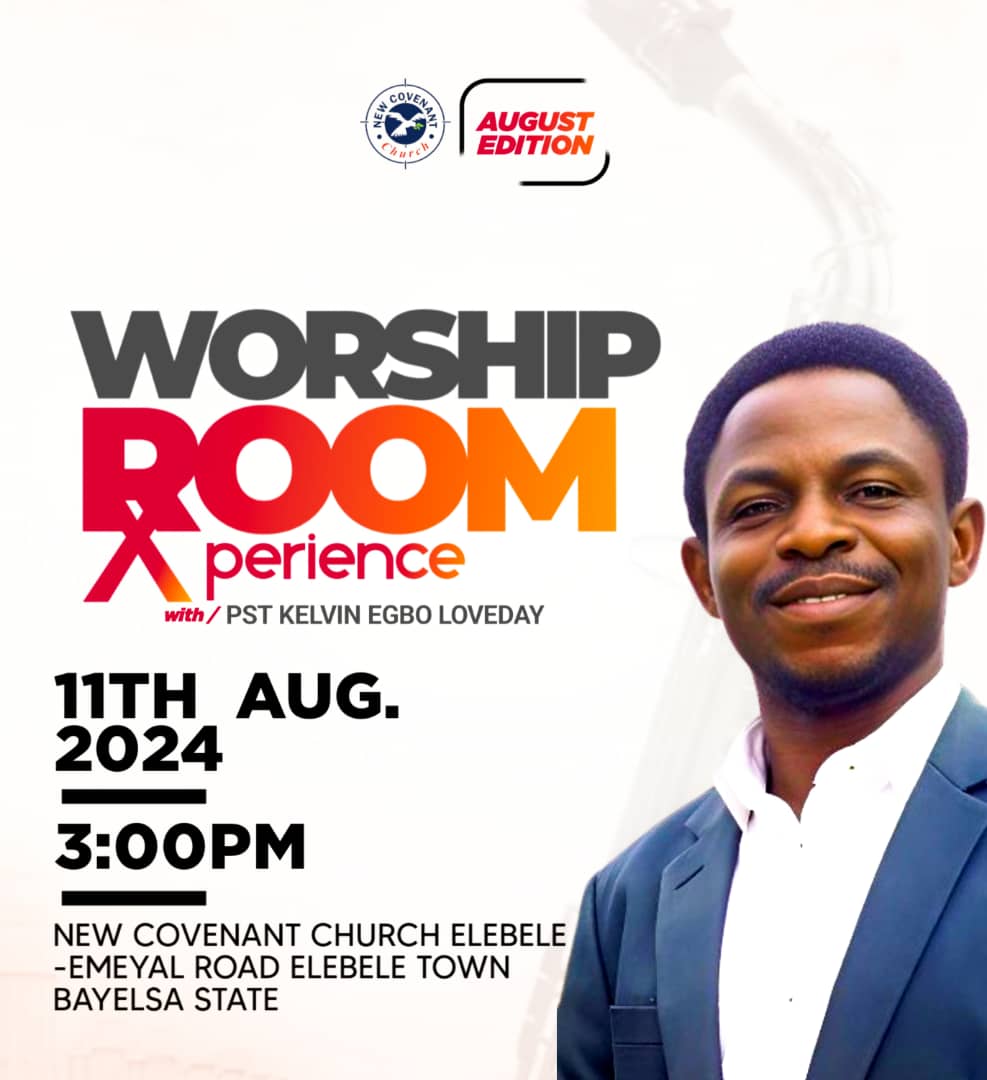 NEW COVENANT
Church
AUGUST
EDITION
WORSHIP
ROOM
Xperience
with / PST KELVIN EGBO LOVEDAY
11TH AUG.
2024
3:00PM
NEW COVENANT CHURCH ELEBELE
-EMEYAL ROAD ELEBELE TOWN
BAYELSA STATE